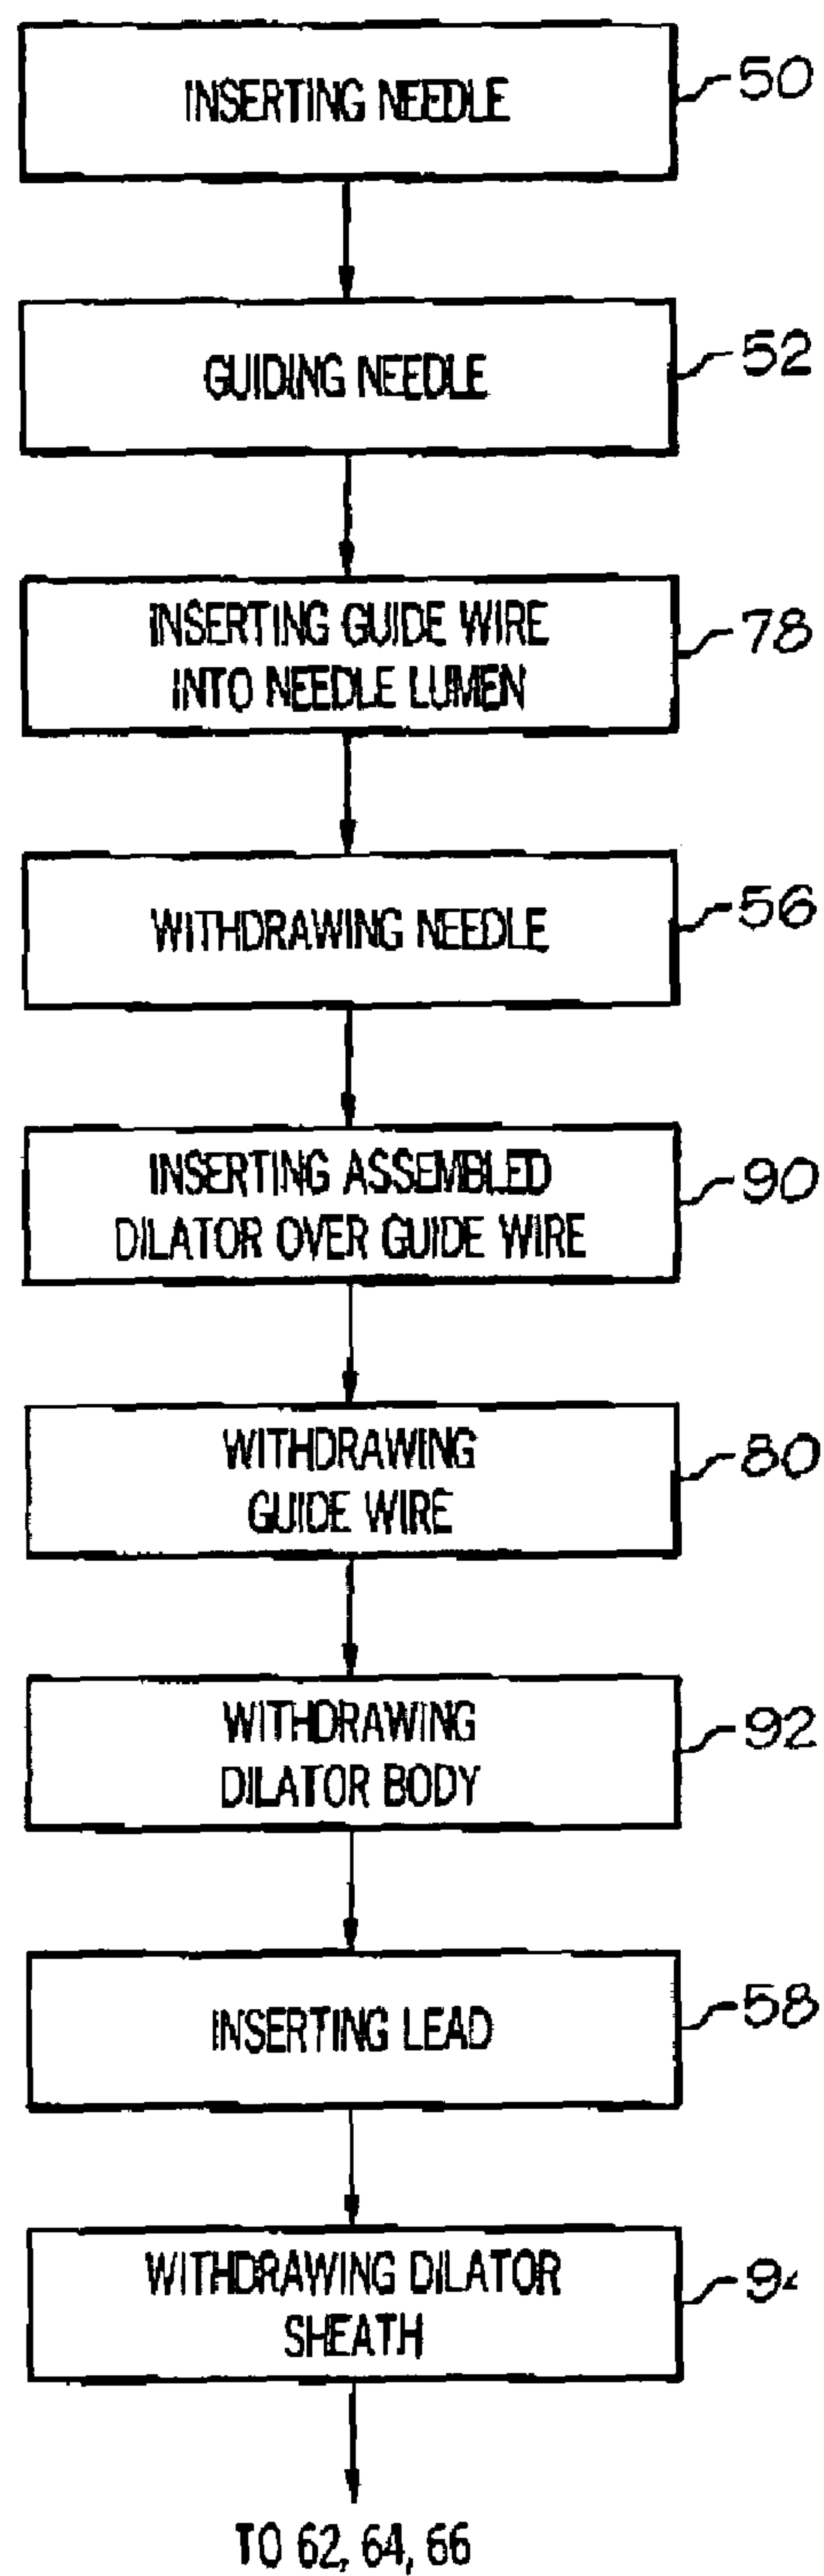 INSERTING NEEDLE
50
GUIDING NEEDLE
52
INSERTING GUIDE WIRE
INTO NEEDLE LUMEN
78
WITHDRAWING NEEDLE
56
INSERTING ASSEMBLED
DILATOR OVER GUIDE WIRE
90
WITHDRAWING
GUIDE WIRE
80
WITHDRAWING
DILATOR BODY
92
INSERTING LEAD
58
WITHDRAWING DILATOR
SHEATH
94
TO 62, 64, 66